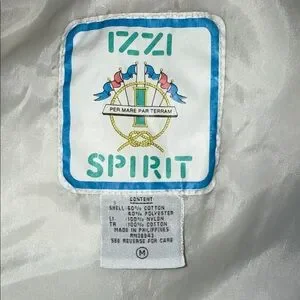 IZZI
PER MARE PAR TERRAM
SPIRIT
CONTENT
SHELL 60% COTTON
40% POLYESTER
LI 100% NYLON
TR 100% COTTON
MADE IN PHILIPPINES
SEE REVERSE FOR CARE
M